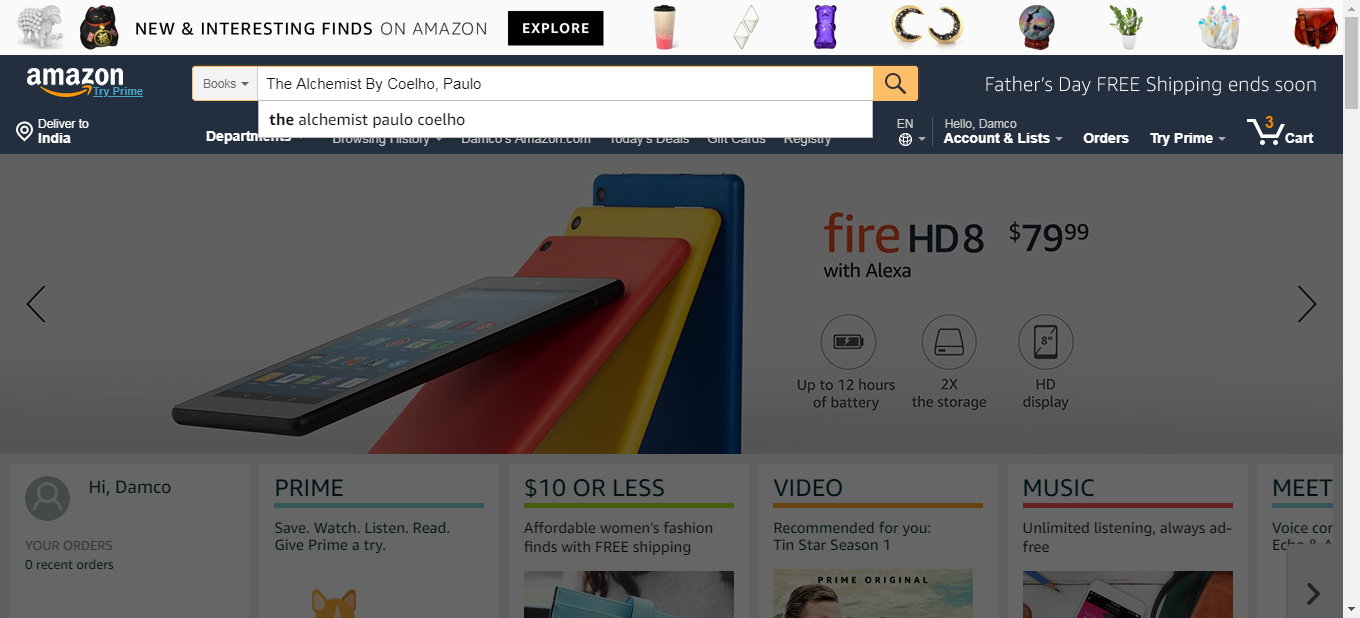 NEW & INTERESTING FINDS ON AMAZON EXPLORE
amazon
Try Prime
Books
The Alchemist By Coelho, Paulo
Father's Day FREE Shipping ends soon
the alchemist paulo coelho
Deliver to
India
Departments
Browsing History
Damco's Amazon.com
Today's Deals
Gift Cards
Registry
EN
Hello, Damco
Account & Lists
Orders
Try Prime
3
Cart
fire HD 8 $79.99
with Alexa
8"
Up to 12 hours
of battery
2X
the storage
HD
display
Hi, Damco
YOUR ORDERS
0 recent orders
PRIME
Save. Watch. Listen. Read.
Give Prime a try.
$10 OR LESS
Affordable women's fashion
finds with FREE shipping
VIDEO
Recommended for you:
Tin Star Season 1
PRIME ORIGINAL
MUSIC
Unlimited listening, always ad-
free
MEET
Voice cor